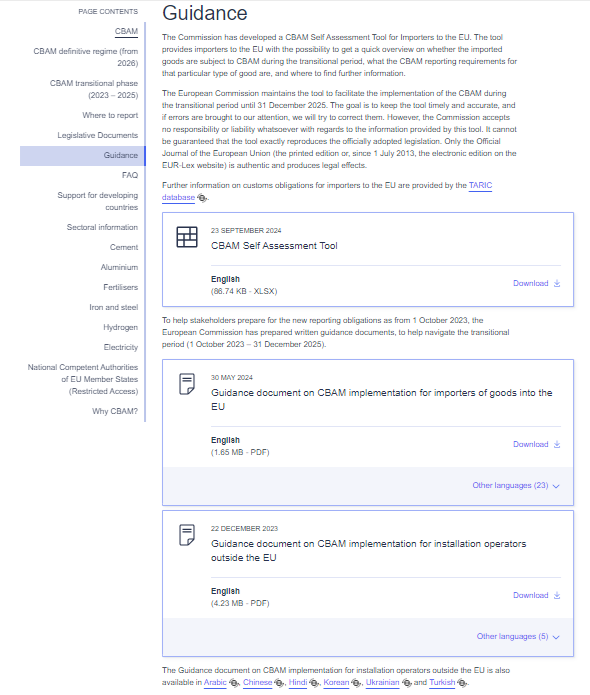 PAGE CONTENTS
CBAM
CBAM definitive regime (from
2026)
CBAM transitional phase
(2023 – 2025)
Where to report
Legislative Documents
Guidance
FAQ
Support for developing
countries
Sectoral information
Cement
Aluminium
Fertilisers
Iron and steel
Hydrogen
Electricity
National Competent Authorities
of EU Member States
(Restricted Access)
Why CBAM?
Guidance
The Commission has developed a CBAM Self Assessment Tool for Importers to the EU. The tool
provides importers to the EU with the possibility to get a quick overview on whether the imported
goods are subject to CBAM during the transitional period, what the CBAM reporting requirements for
that particular type of good are, and where to find further information.
The European Commission maintains the tool to facilitate the implementation of the CBAM during
the transitional period until 31 December 2025. The goal is to keep the tool timely and accurate, and
if errors are brought to our attention, we will try to correct them. However, the Commission accepts
no responsibility or liability whatsoever with regards to the information provided by this tool. It cannot
be guaranteed that the tool exactly reproduces the officially adopted legislation. Only the Official
Journal of the European Union (the printed edition or, since 1 July 2013, the electronic edition on the
EUR-Lex website) is authentic and produces legal effects.
Further information on customs obligations for importers to the EU are provided by the TARIC
database.
23 SEPTEMBER 2024
CBAM Self Assessment Tool
English
(86.74 KB - XLSX)
Download
To help stakeholders prepare for the new reporting obligations as from 1 October 2023, the
European Commission has prepared written guidance documents, to help navigate the transitional
period (1 October 2023 – 31 December 2025).
30 MAY 2024
Guidance document on CBAM implementation for importers of goods into the
EU
English
(1.65 MB - PDF)
Download
Other languages (23)
22 DECEMBER 2023
Guidance document on CBAM implementation for installation operators
outside the EU
English
(4.23 MB - PDF)
Download
Other languages (5)
The Guidance document on CBAM implementation for installation operators outside the EU is also
available in Arabic, Chinese, Hindi, Korean, Ukrainian and Turkish.